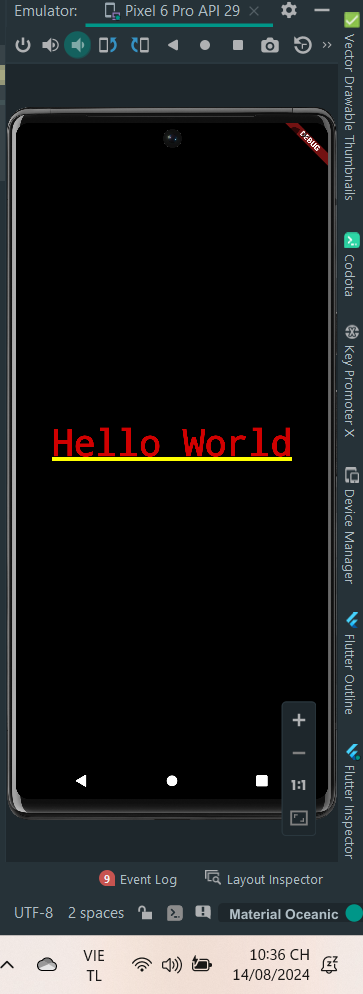 Emulator: Pixel 6 Pro API 29
Vector Drawable Thumbnails
Codota
Key Promoter X
Device Manager
Flutter Outline
Flutter Inspector
DEBUG
Hello World
1:1
9 Event Log Layout Inspector
UTF-8 2 spaces Material Oceanic
VIE 10:36 CH
TL 14/08/2024